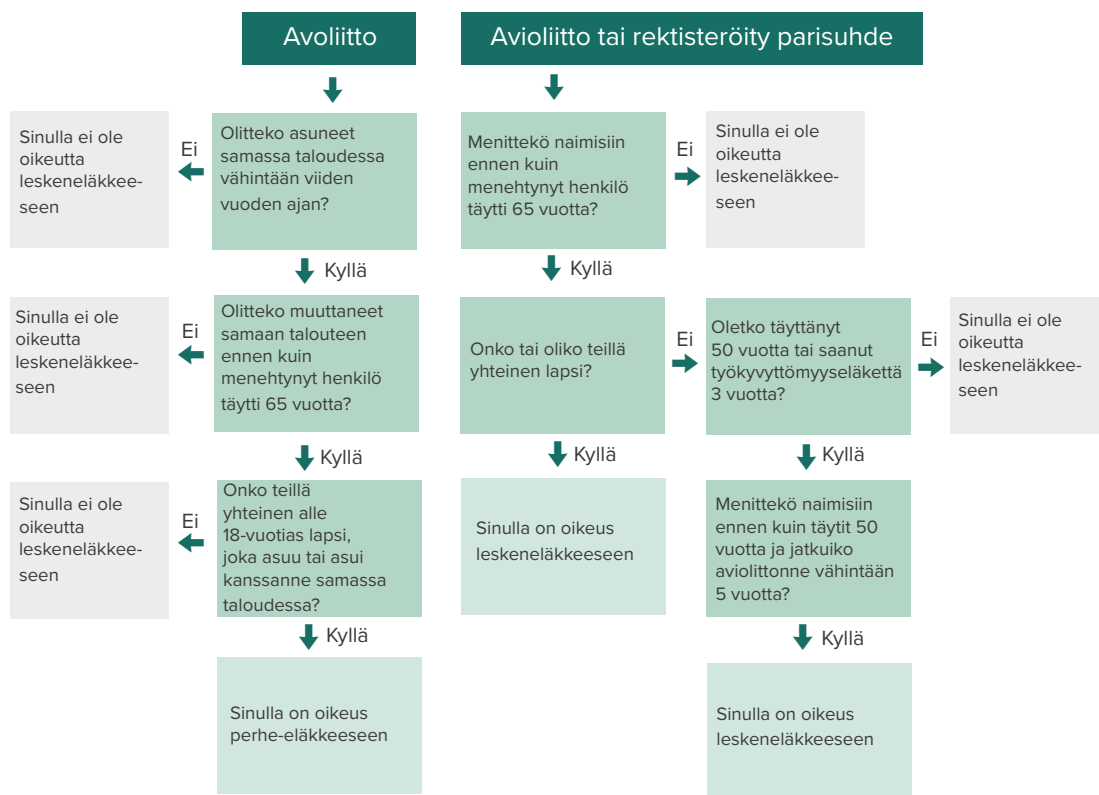 Avoliitto
Avioliitto tai rektisteröity parisuhde
Sinulla ei ole
oikeutta
leskeneläkkee-
seen
Ei
Olitteko asuneet
samassa taloudessa
vähintään viiden
vuoden ajan?
Menittekö naimisiin
ennen kuin
menehtynyt henkilö
täytti 65 vuotta?
Ei
Sinulla ei ole
oikeutta
leskeneläkkee-
seen
Kyllä
Kyllä
Sinulla ei ole
oikeutta
leskeneläkkee-
seen
Ei
Olitteko muuttaneet
samaan talouteen
ennen kuin
menehtynyt henkilö
täytti 65 vuotta?
Onko tai oliko teillä
yhteinen lapsi?
Ei
Oletko täyttänyt
50 vuotta tai saanut
työkyvyttömyyseläkettä
3 vuotta?
Ei
Sinulla ei ole
oikeutta
leskeneläkkee-
seen
Kyllä
Kyllä
Kyllä
Sinulla ei ole
oikeutta
leskeneläkkee-
seen
Ei
Onko teillä
yhteinen alle
18-vuotias lapsi,
joka asuu tai asui
kanssanne samassa
taloudessa?
Sinulla on oikeus
leskeneläkkeeseen
Menittekö naimisiin
ennen kuin täytit 50
vuotta ja jatkuiko
aviolittonne vähintään
5 vuotta?
Kyllä
Kyllä
Sinulla on oikeus
perhe-eläkkeeseen
Sinulla on oikeus
leskeneläkkeeseen